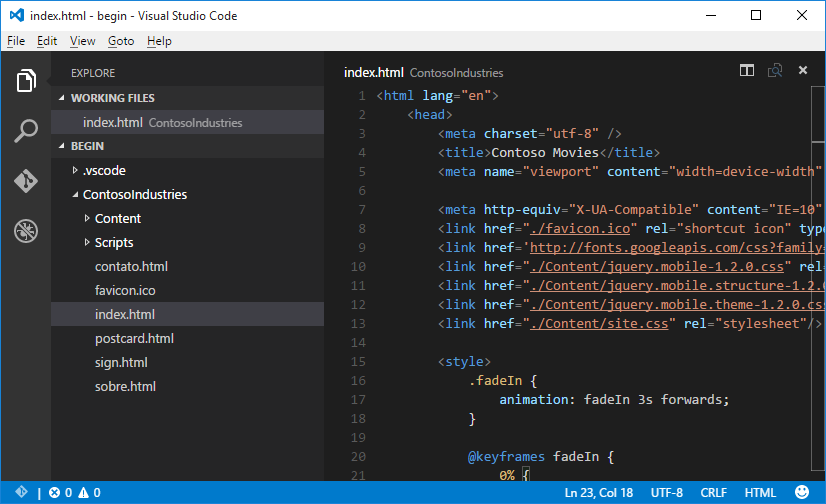 index.html - begin - Visual Studio Code
File Edit View Goto Help
EXPLORE
WORKING FILES
index.html ContosoIndustries
BEGIN
.vscode
ContosoIndustries
Content
Scripts
contato.html
favicon.ico
index.html
postcard.html
sign.html
sobre.html
index.html ContosoIndustries
1 <html lang="en">
2 <head>
3 <meta charset="utf-8" />
4 <title>Contoso Movies</title>
5 <meta name="viewport" content="width=device-width"
6
7 <meta http-equiv="X-UA-Compatible" content="IE=10"
8 <link href="./favicon.ico" rel="shortcut icon" type
9 <link href='http://fonts.googleapis.com/css?family=
10 <link href="./Content/jquery.mobile-1.2.0.css" rel=
11 <link href="./Content/jquery.mobile.structure-1.2.0
12 <link href="./Content/jquery.mobile.theme-1.2.0.css
13 <link href="./Content/site.css" rel="stylesheet"/>
14
15 <style>
16 .fadeIn {
17 animation: fadeIn 3s forwards;
18 }
19
20 @keyframes fadeIn {
21 0% {
0 0 Ln 23, Col 18 UTF-8 CRLF HTML